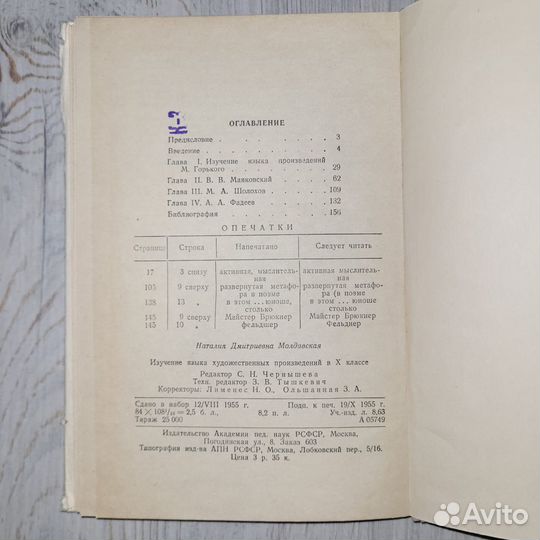 К-3
ОГЛАВЛЕНИЕ
Предисловие . . . . . . . . 3
Введение . . . . . . . . . 4
Глава I. Изучение языка произведений
М. Горького . . . . . . . . 29
Глава II. В. В. Маяковский . . . . . 62
Глава III. М. А. Шолохов . . . . . 109
Глава IV. А. А. Фадеев . . . . . . 132
Библиография . . . . . . . . 156
ОПЕЧАТКИ
Страница Строка Напечатано Следует читать
17 3 снизу активная, мыслитель- активная мыслитель-
ная ная
105 9 сверху развернутая метафо- развернутая метафо-
ра в поэме ра (в поэме
138 13 „ в этом ... юноше, в этом ... юноше
столько столько
145 9 сверху Майстер Брюкнер Майстер Брюкнер
145 10 „ фельдшер Фельднер
Наталия Дмитриевна Молдавская
Изучение языка художественных произведений в X классе
Редактор С. Н. Чернышева
Техн. редактор З. В. Тышкевич
Корректоры: Лименес Н. О., Ольшанная З. А.
Сдано в набор 12/VIII 1955 г. Подп. к печ. 19/X 1955 г.
84 × 108¹/₃₂ = 2,5 б. л., 8,2 п. л. Уч.-изд. л. 8,63
Тираж 25 000 А 05749
Издательство Академии пед. наук РСФСР, Москва,
Погодинская ул., 8. Заказ 603
Типография изд-ва АПН РСФСР, Москва, Лобковский пер., 5/16.
Цена 3 р. 35 к.
Avito